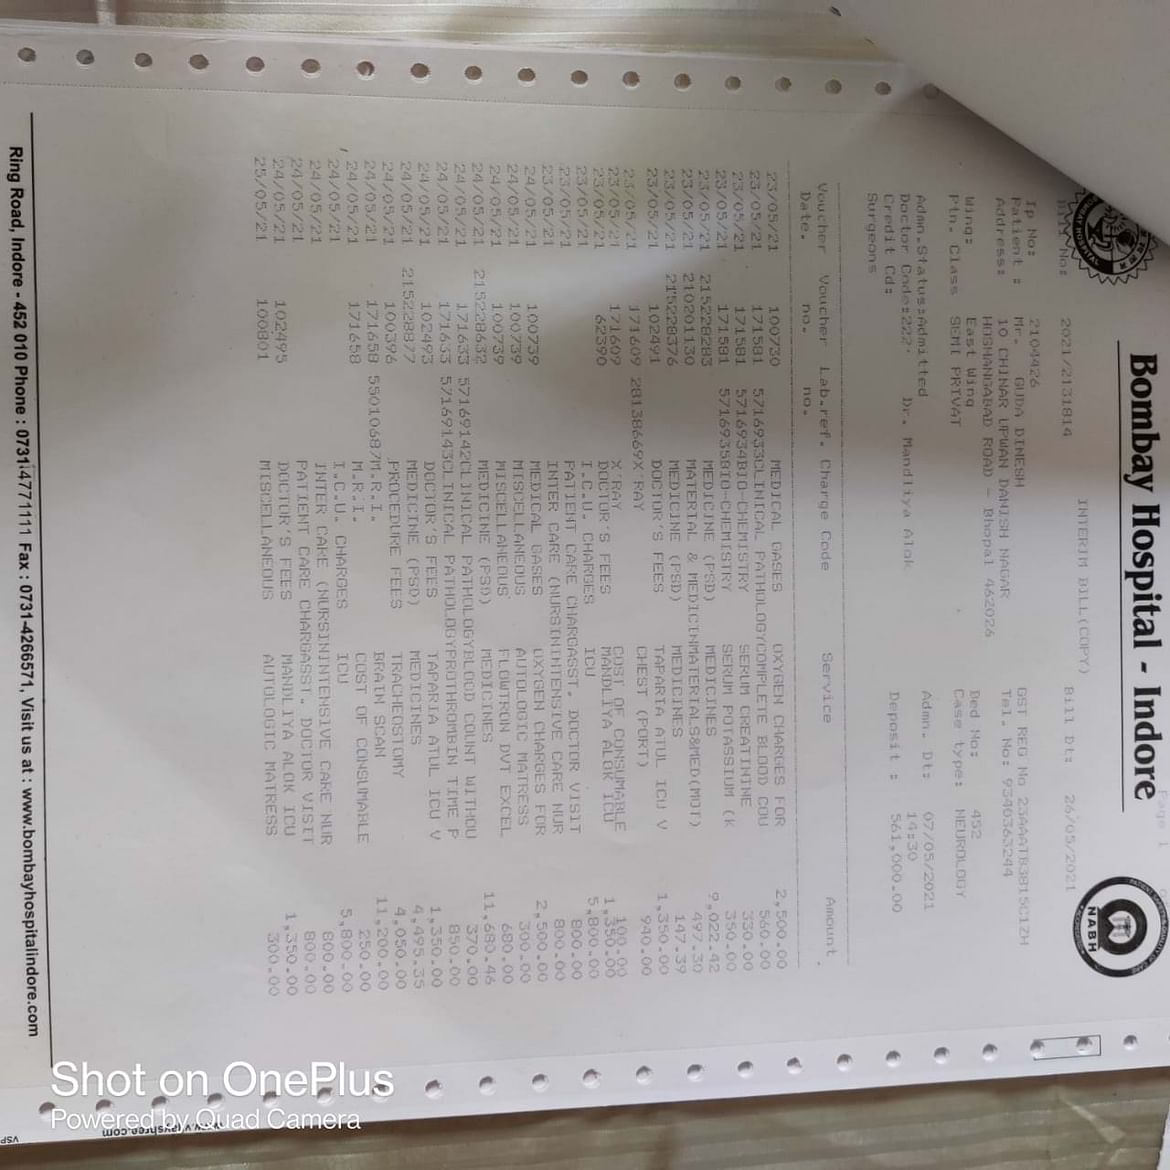 Bombay Hospital - Indore
NABH
Page 1
INTERIM BILL(COPY)
No: 2021/2131814 Bill Dt: 26/05/2021
GST REG No 23AAATB3815C1ZH
Ip No: 2104426
Patient : Mr. GUDA DINESH Tel. No: 9340363244
Address: 10 CHINAR UPWAN DANISH NAGAR
HOSHANGABAD ROAD - Bhopal 462026
Wing: East Wing Bed No: 452
Ptn. Class SEMI PRIVAT Case type: NEUROLOGY
Admn.Status:Admitted Admn. Dt: 07/05/2021
Doctor Code:222 Dr. Mandliya Alok 14:30
Credit Cd: Deposit : 561,000.00
Surgeons
Voucher Voucher Lab.ref. Charge Code Service Amount
Date. no. no.
23/05/21 100730 MEDICAL GASES OXYGEN CHARGES FOR 2,500.00
23/05/21 171581 5716933CLINICAL PATHOLOGYCOMPLETE BLOOD COU 560.00
23/05/21 171581 5716934BIO-CHEMISTRY SERUM CREATININE 330.00
23/05/21 171581 5716935BIO-CHEMISTRY SERUM POTASSIUM (K 350.00
23/05/21 215228283 MEDICINE (PSD) MEDICINES 9,022.42
23/05/21 210201130 MATERIAL & MEDICINMATERIALS&MED(MOT) 497.30
23/05/21 215228376 MEDICINE (PSD) MEDICINES 147.39
23/05/21 102491 DOCTOR'S FEES TAPARIA ATUL ICU V 1,350.00
23/05/21 171609 28138669X RAY CHEST (PORT) 940.00
23/05/21 171609 X RAY COST OF CONSUMABLE 100.00
23/05/21 62390 DOCTOR'S FEES MANDLIYA ALOK ICU 1,350.00
23/05/21 I.C.U. CHARGES ICU 5,800.00
23/05/21 PATIENT CARE CHARGASST. DOCTOR VISIT 800.00
23/05/21 INTER CARE (NURSININTENSIVE CARE NUR 800.00
24/05/21 100739 MEDICAL GASES OXYGEN CHARGES FOR 2,500.00
24/05/21 100739 MISCELLANEOUS AUTOLOGIC MATRESS 300.00
24/05/21 100739 MISCELLANEOUS FLOWTRON DVT EXCEL 680.00
24/05/21 215228632 MEDICINE (PSD) MEDICINES 11,680.46
24/05/21 171633 57169142CLINICAL PATHOLOGYBLOOD COUNT WITHOU 370.00
24/05/21 171633 57169143CLINICAL PATHOLOGYPROTHROMBIN TIME P 850.00
24/05/21 102493 DOCTOR'S FEES TAPARIA ATUL ICU V 1,350.00
24/05/21 215228877 MEDICINE (PSD) MEDICINES 4,495.35
24/05/21 100396 PROCEDURE FEES TRACHEOSTOMY 4,050.00
24/05/21 171658 55010687M.R.I. BRAIN SCAN 11,200.00
24/05/21 171658 M.R.I. COST OF CONSUMABLE 250.00
24/05/21 I.C.U. CHARGES ICU 5,800.00
24/05/21 INTER CARE (NURSININTENSIVE CARE NUR 800.00
24/05/21 PATIENT CARE CHARGASST. DOCTOR VISIT 800.00
24/05/21 102495 DOCTOR'S FEES MANDLIYA ALOK ICU 1,350.00
25/05/21 100801 MISCELLANEOUS AUTOLOGIC MATRESS 300.00
Ring Road, Indore - 452 010 Phone : 0731-4771111 Fax : 0731-4266571, Visit us at : www.bombayhospitalindore.com
Shot on OnePlus
Powered by Quad Camera